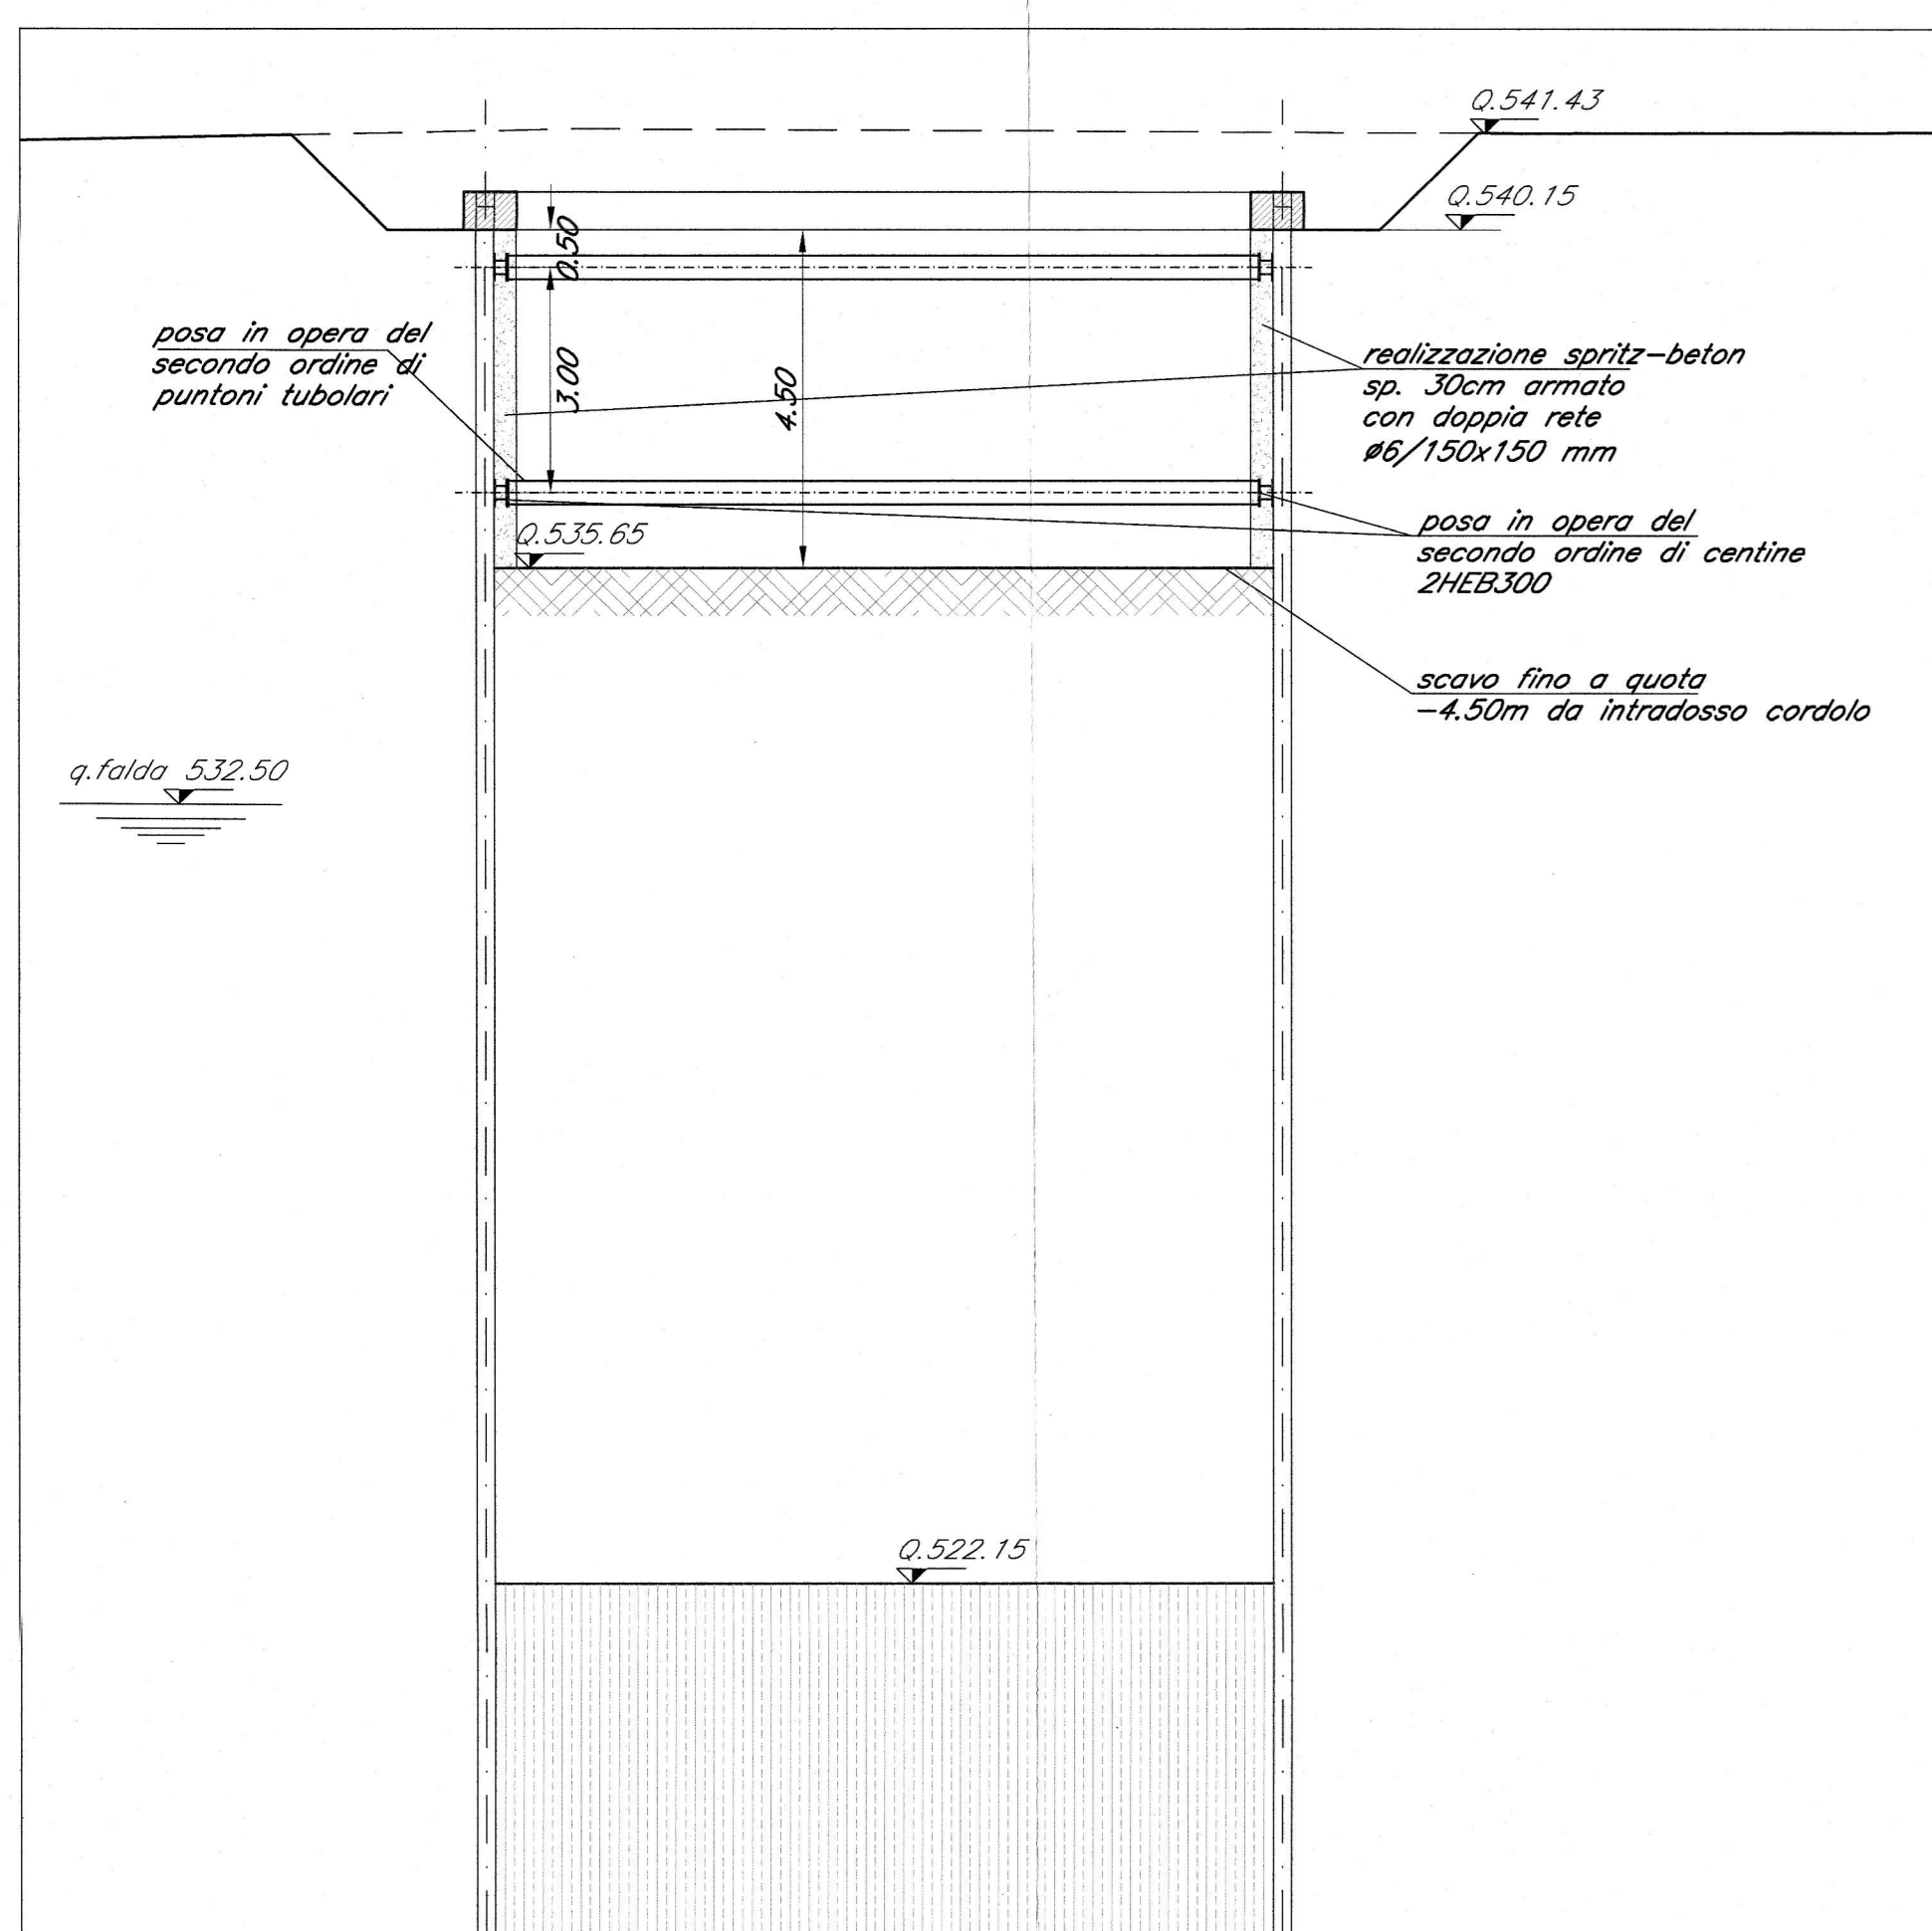 Q.541.43
Q.540.15
0.50
posa in opera del
secondo ordine di
puntoni tubolari
3.00
4.50
realizzazione spritz-beton
sp. 30cm armato
con doppia rete
ø6/150x150 mm
Q.535.65
posa in opera del
secondo ordine di centine
2HEB300
scavo fino a quota
-4.50m da intradosso cordolo
q.falda 532.50
Q.522.15